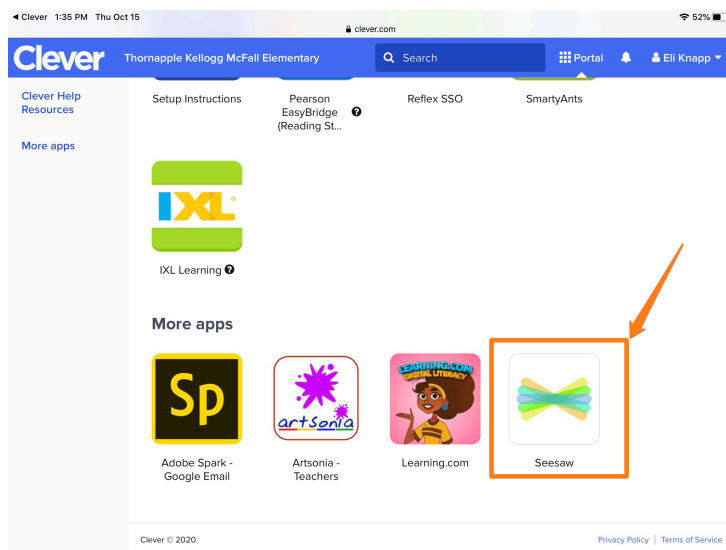 Clever 1:35 PM Thu Oct 15
52%
clever.com
Clever
Thornapple Kellogg McFall Elementary
Search
Portal
Eli Knapp
Clever Help
Resources
More apps
Setup Instructions
Pearson
EasyBridge
(Reading St...
Reflex SSO
SmartyAnts
IXL
IXL Learning
More apps
Sp
artsonia
LEARNING.COM
DIGITAL LITERACY
Adobe Spark -
Google Email
Artsonia -
Teachers
Learning.com
Seesaw
Clever © 2020.
Privacy Policy | Terms of Service